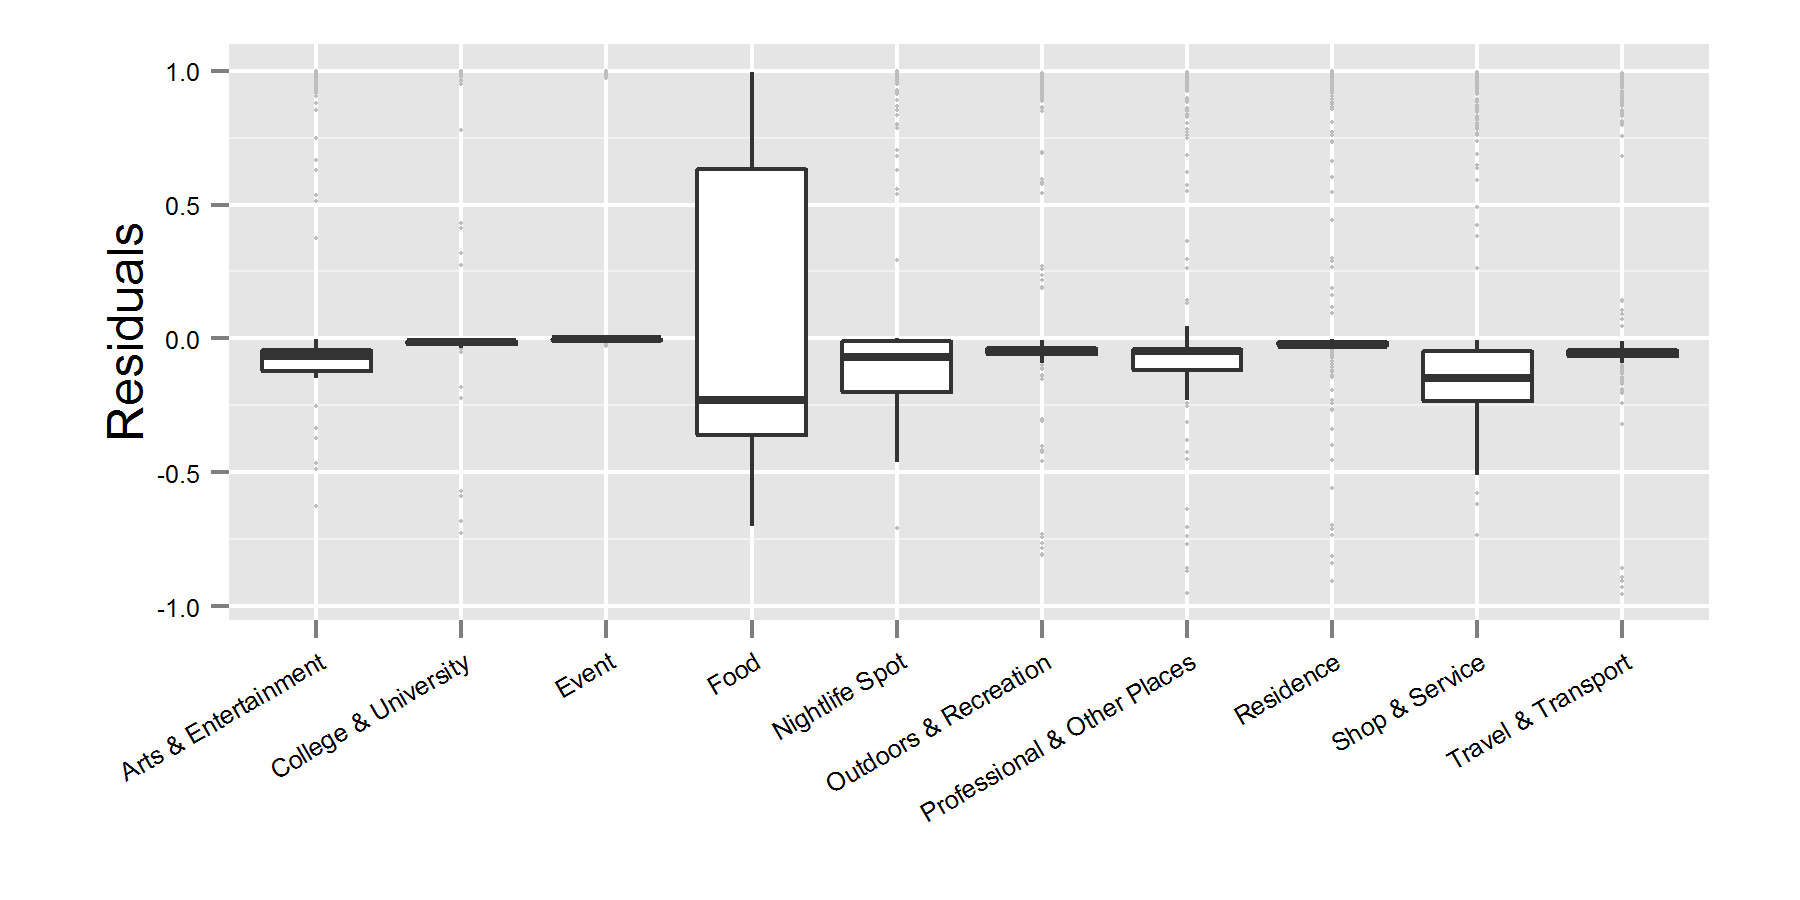 Residuals
1.0
0.5
0.0
-0.5
-1.0
Arts & Entertainment
College & University
Event
Food
Nightlife Spot
Outdoors & Recreation
Professional & Other Places
Residence
Shop & Service
Travel & Transport